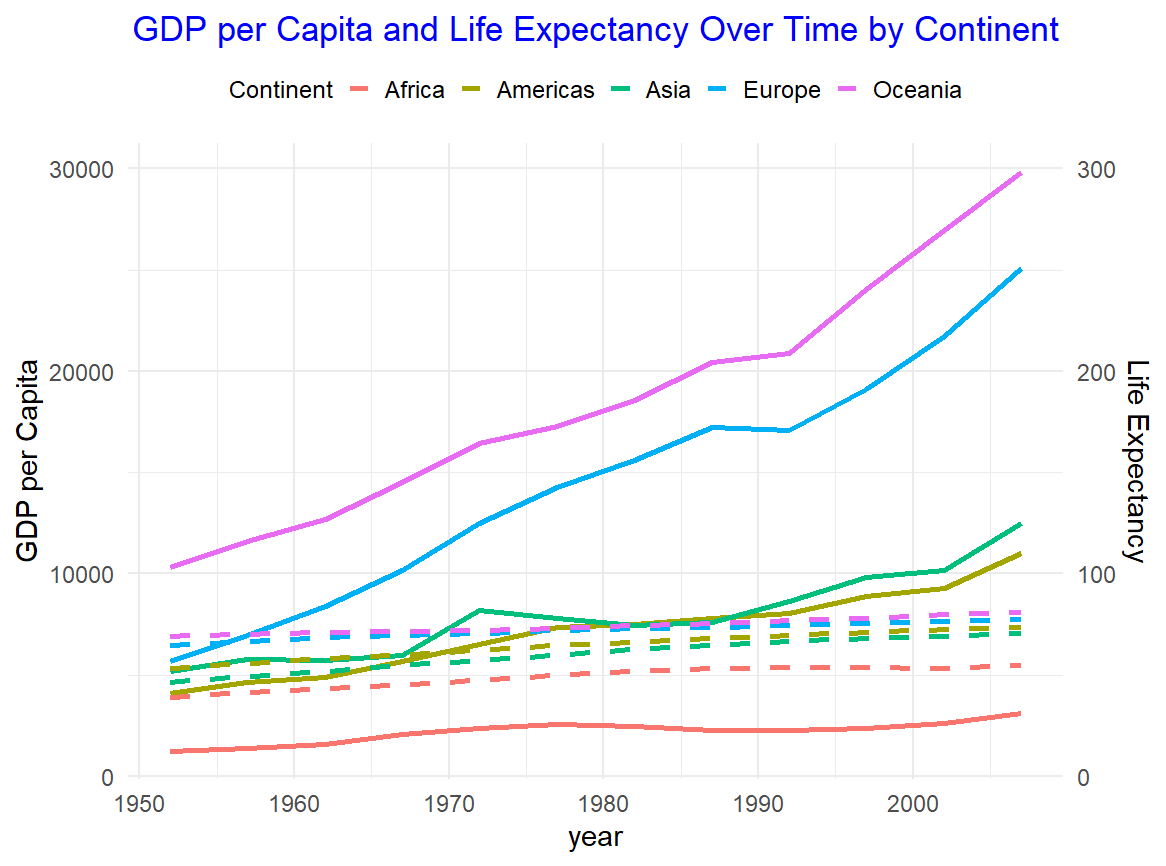 GDP per Capita and Life Expectancy Over Time by Continent
Continent Africa Americas Asia Europe Oceania
30000 300
20000 200
10000 100
0 0
GDP per Capita
Life Expectancy
1950 1960 1970 1980 1990 2000
year